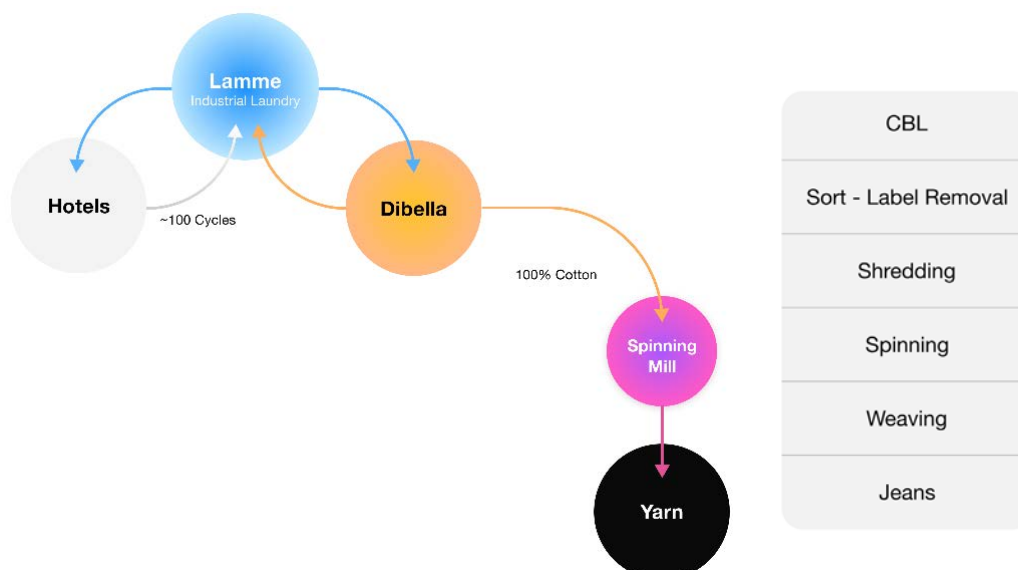 Lamme
Industrial Laundry
Hotels
~100 Cycles
Dibella
100% Cotton
Spinning
Mill
Yarn
CBL
Sort - Label Removal
Shredding
Spinning
Weaving
Jeans